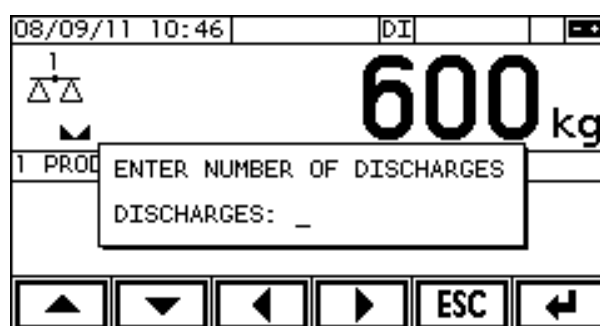 08/09/11 10:46 DI
1
600 kg
1 PROD
ENTER NUMBER OF DISCHARGES
DISCHARGES: _
ESC